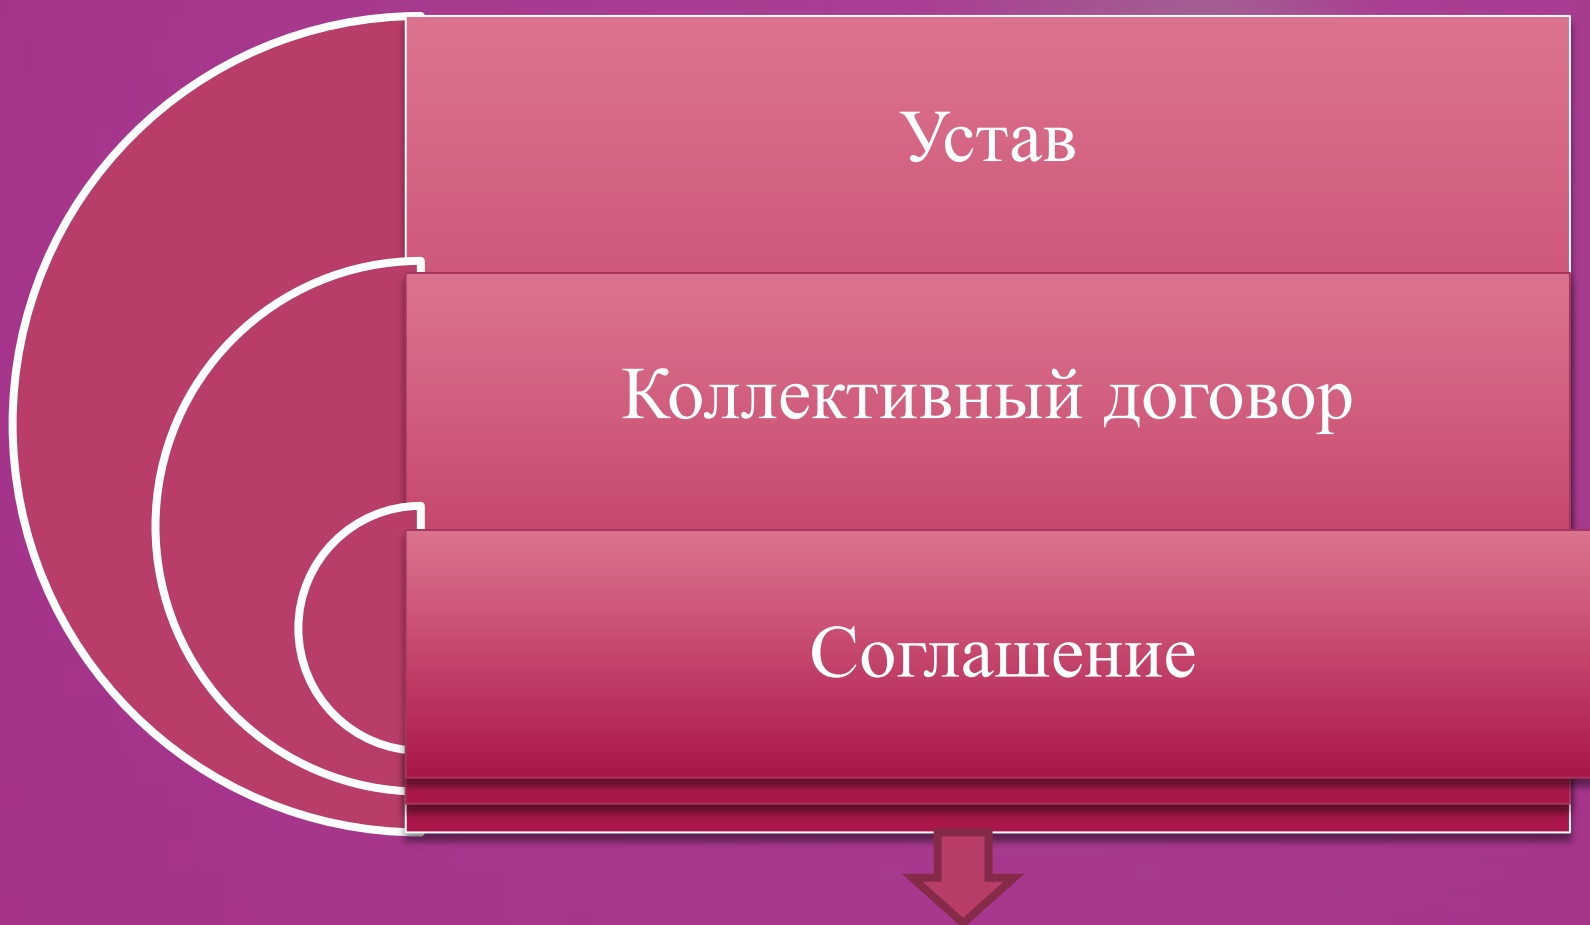 Устав
Коллективный договор
Соглашение